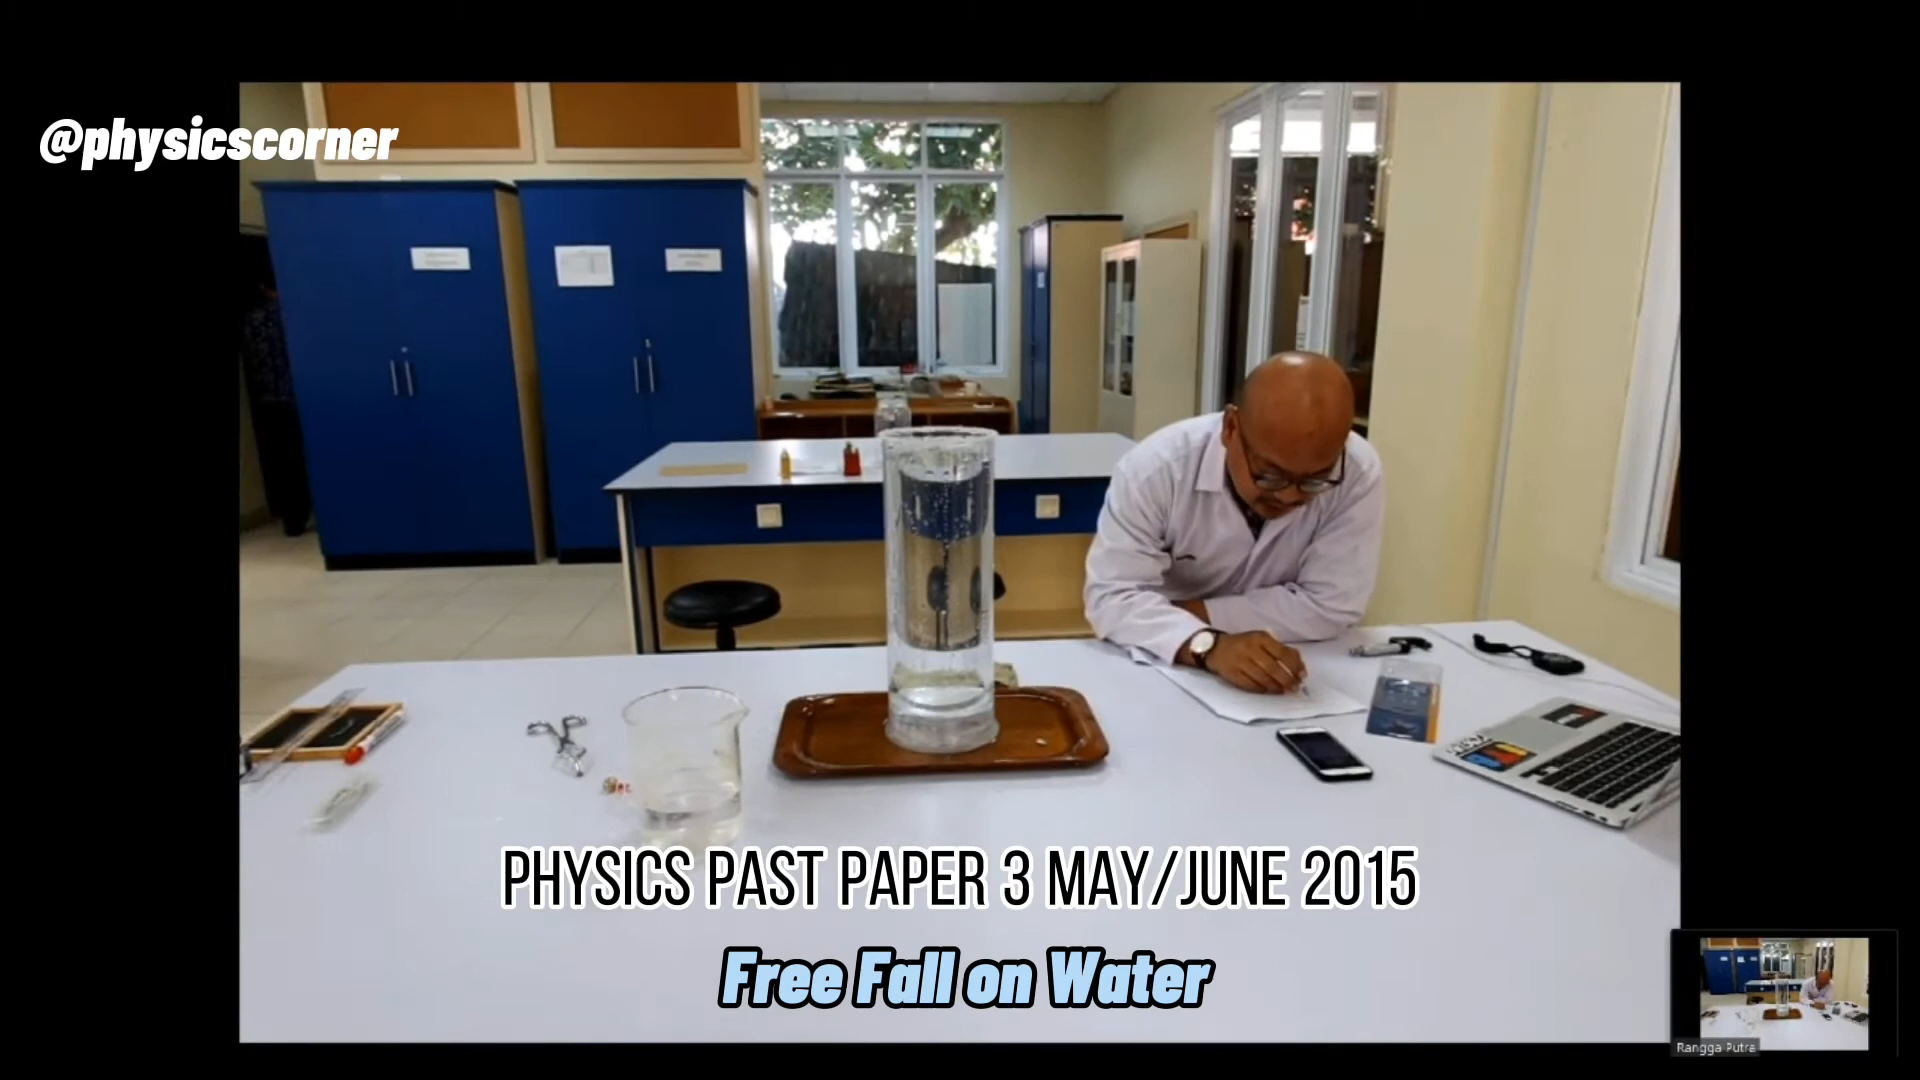 @physicscorner
PHYSICS PAST PAPER 3 MAY/JUNE 2015
Free Fall on Water
Rangga Putra